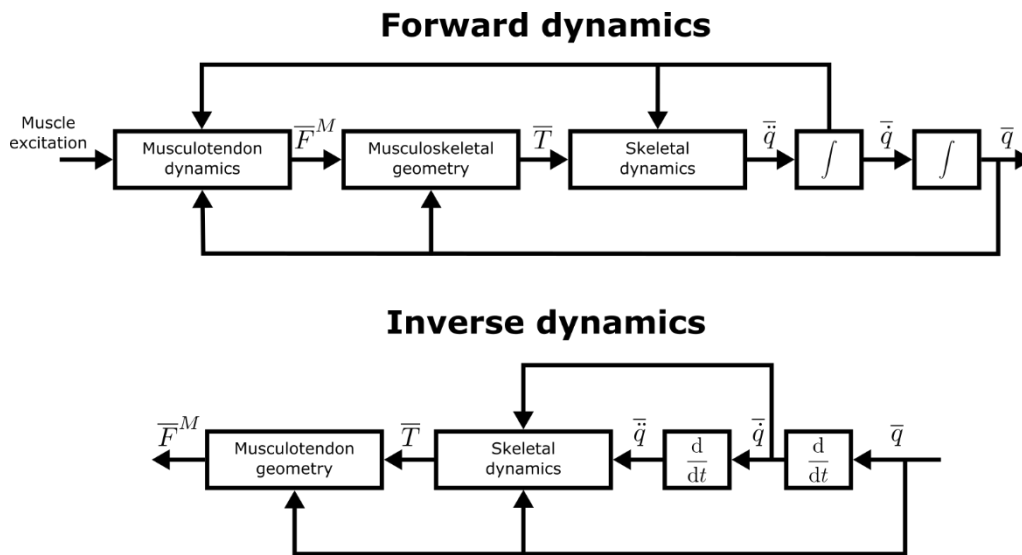 Forward dynamics
Muscle
excitation
Musculotendon
dynamics
F̅ᴹ
Musculoskeletal
geometry
T̅
Skeletal
dynamics
q̈̅
∫
q̇̅
∫
q̅
Inverse dynamics
F̅ᴹ
Musculotendon
geometry
T̅
Skeletal
dynamics
q̈̅
d
dt
q̇̅
d
dt
q̅